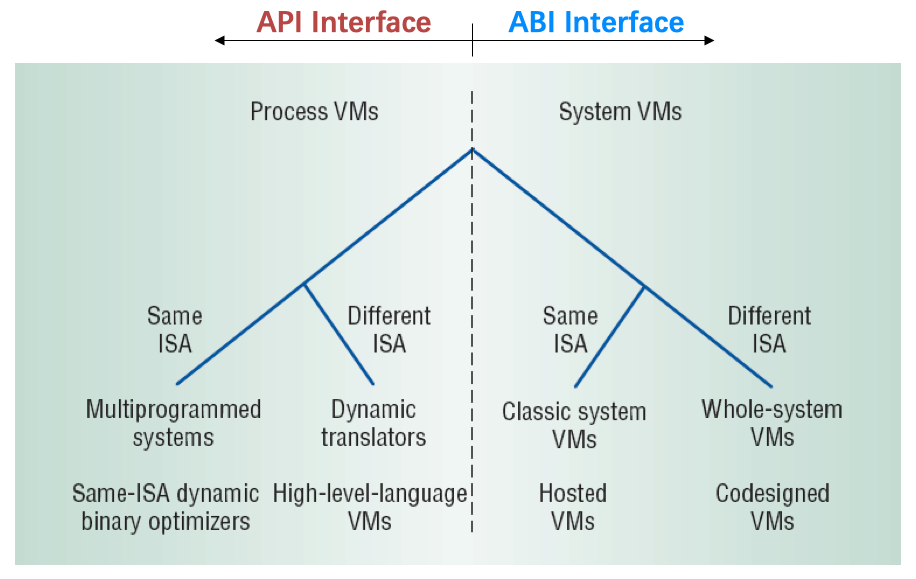 API Interface
ABI Interface
Process VMs
System VMs
Same
ISA
Different
ISA
Same
ISA
Different
ISA
Multiprogrammed
systems
Dynamic
translators
Classic system
VMs
Whole-system
VMs
Same-ISA dynamic
binary optimizers
High-level-language
VMs
Hosted
VMs
Codesigned
VMs